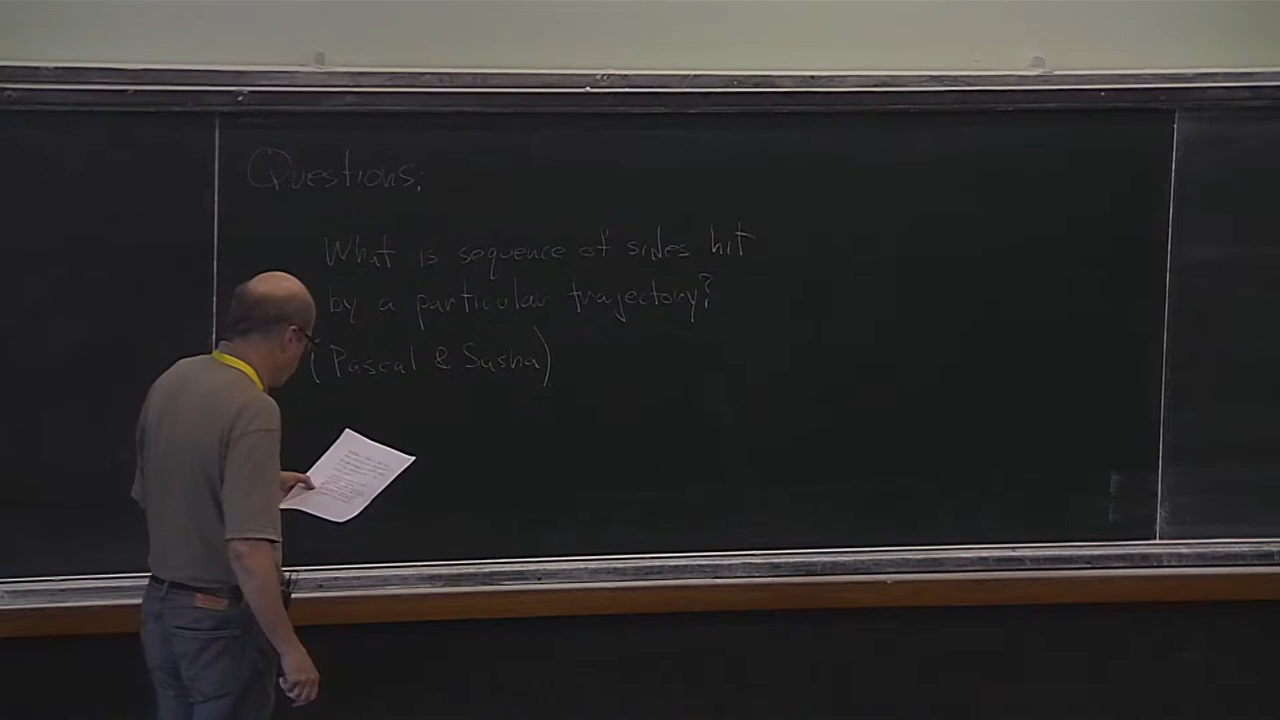 Questions:
What is sequence of sides hit
by a particular trajectory?
(Pascal & Sasha)